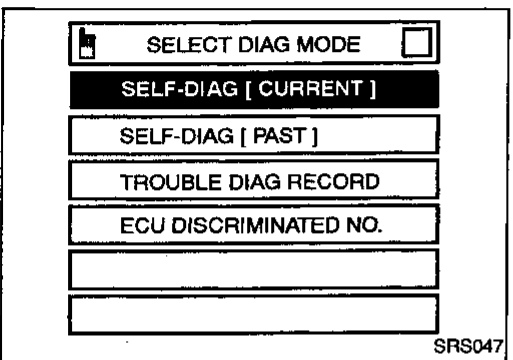 SELECT DIAG MODE
SELF-DIAG [ CURRENT ]
SELF-DIAG [ PAST ]
TROUBLE DIAG RECORD
ECU DISCRIMINATED NO.
SRS047